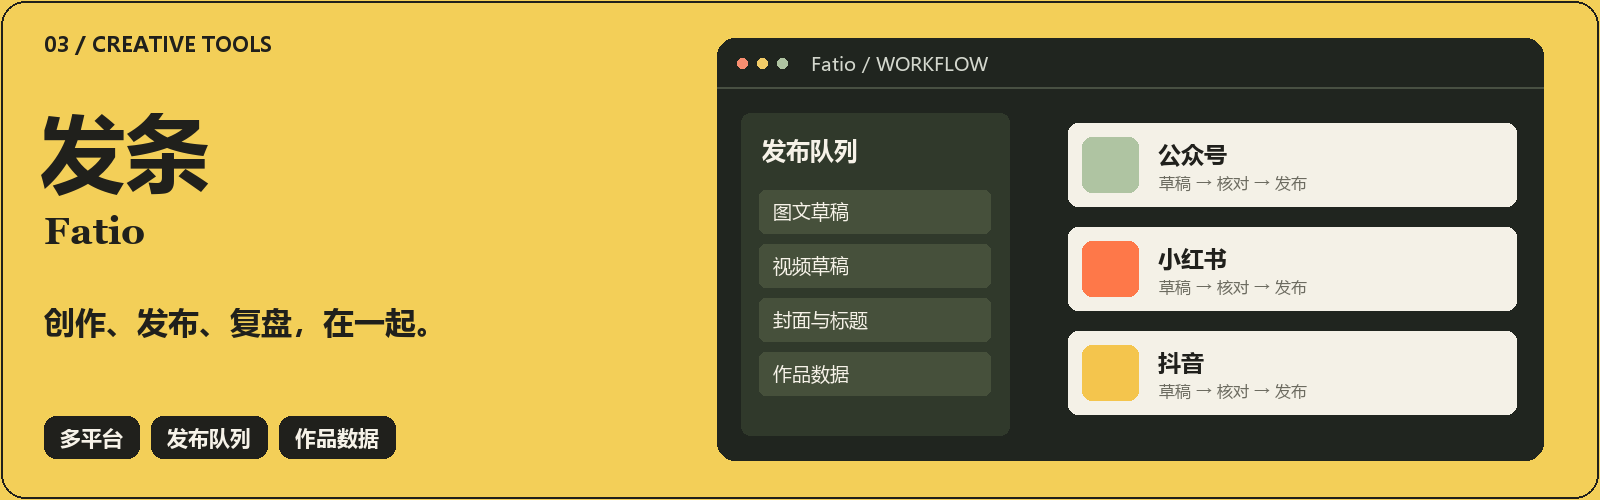 03 / CREATIVE TOOLS
发条
Fatio
创作、发布、复盘，在一起。
多平台
发布队列
作品数据
Fatio / WORKFLOW
发布队列
图文草稿
视频草稿
封面与标题
作品数据
公众号
草稿 → 核对 → 发布
小红书
草稿 → 核对 → 发布
抖音
草稿 → 核对 → 发布